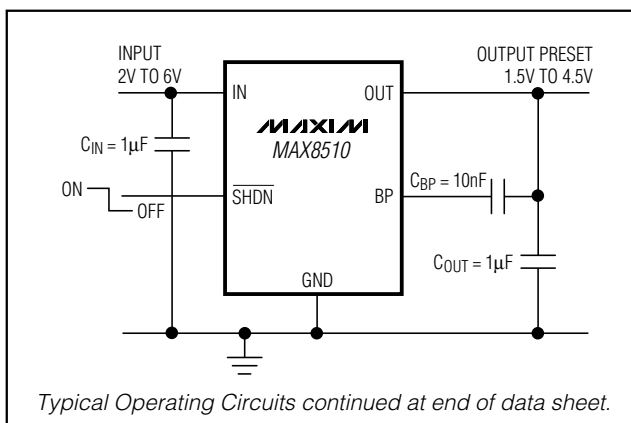 INPUT
2V TO 6V
OUTPUT PRESET
1.5V TO 4.5V
IN
OUT
MAXIM
MAX8510
C_IN = 1µF
ON
OFF
SHDN
BP
C_BP = 10nF
C_OUT = 1µF
GND
Typical Operating Circuits continued at end of data sheet.